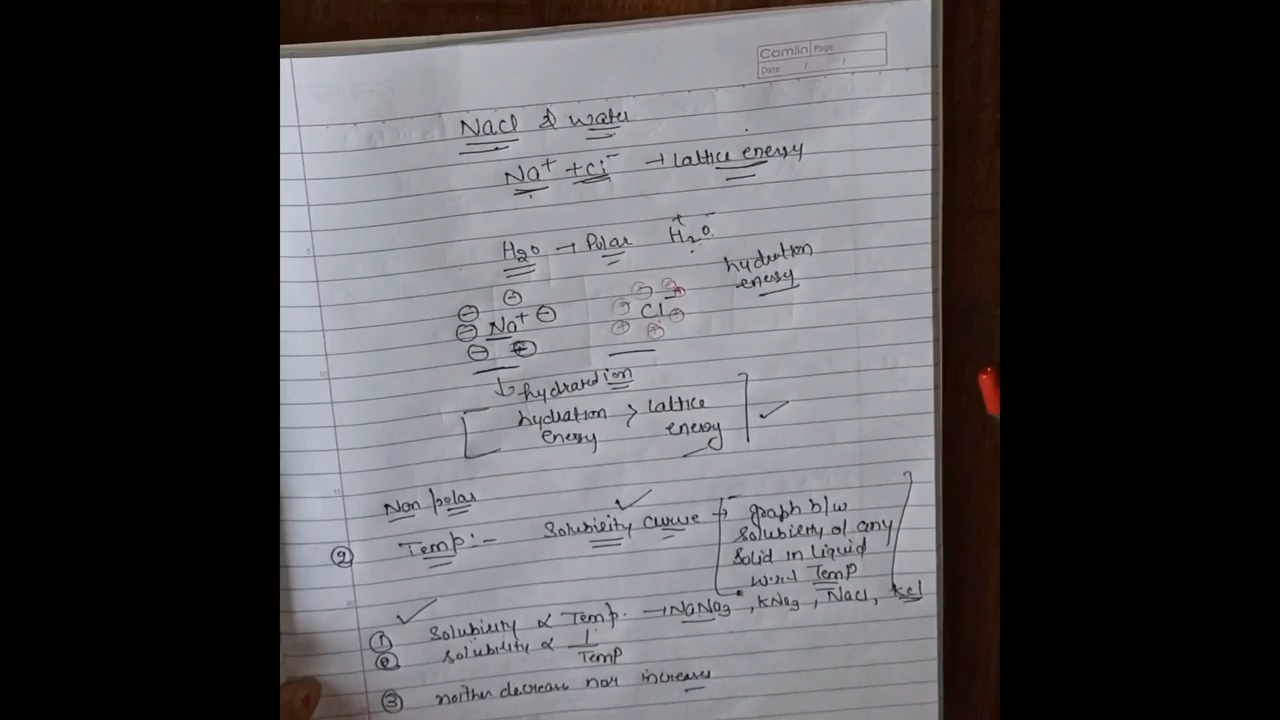 Camlin Page
Date / /
NaCl & water
Na⁺ + Cl⁻ → Lattice energy
H₂O → Polar H₂O + -
hydration
energy
Na⁺ Cl
↓ hydration
hydration > Lattice
energy energy
Non polar
② Temp :- Solubility curve → graph b/w
solubility of any
solid in liquid
w.r.t Temp
① Solubility ∝ Temp. → NaNO₃, KNO₃, NaCl, KCl
② solubility ∝ 1/Temp
③ neither decrease nor increases